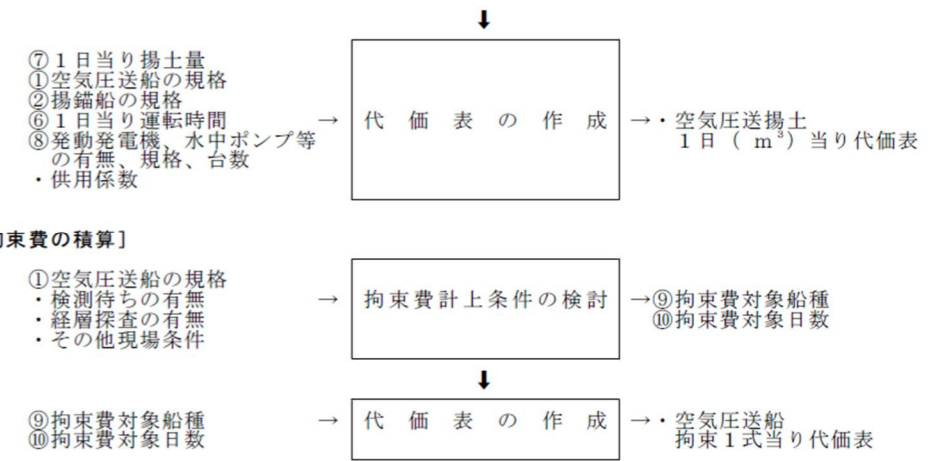 ⬇
⑦１日当り揚土量
①空気圧送船の規格
②揚錨船の規格
⑥１日当り運転時間
⑧発動発電機、水中ポンプ等
の有無、規格、台数
・供用係数
→
代価表の作成
→・空気圧送揚土
１日（ｍ³）当り代価表
束費の積算］
①空気圧送船の規格
・検測待ちの有無
・経層探査の有無
・その他現場条件
→
拘束費計上条件の検討
→⑨拘束費対象船種
⑩拘束費対象日数
⬇
⑨拘束費対象船種
⑩拘束費対象日数
→
代価表の作成
→・空気圧送船
拘束１式当り代価表